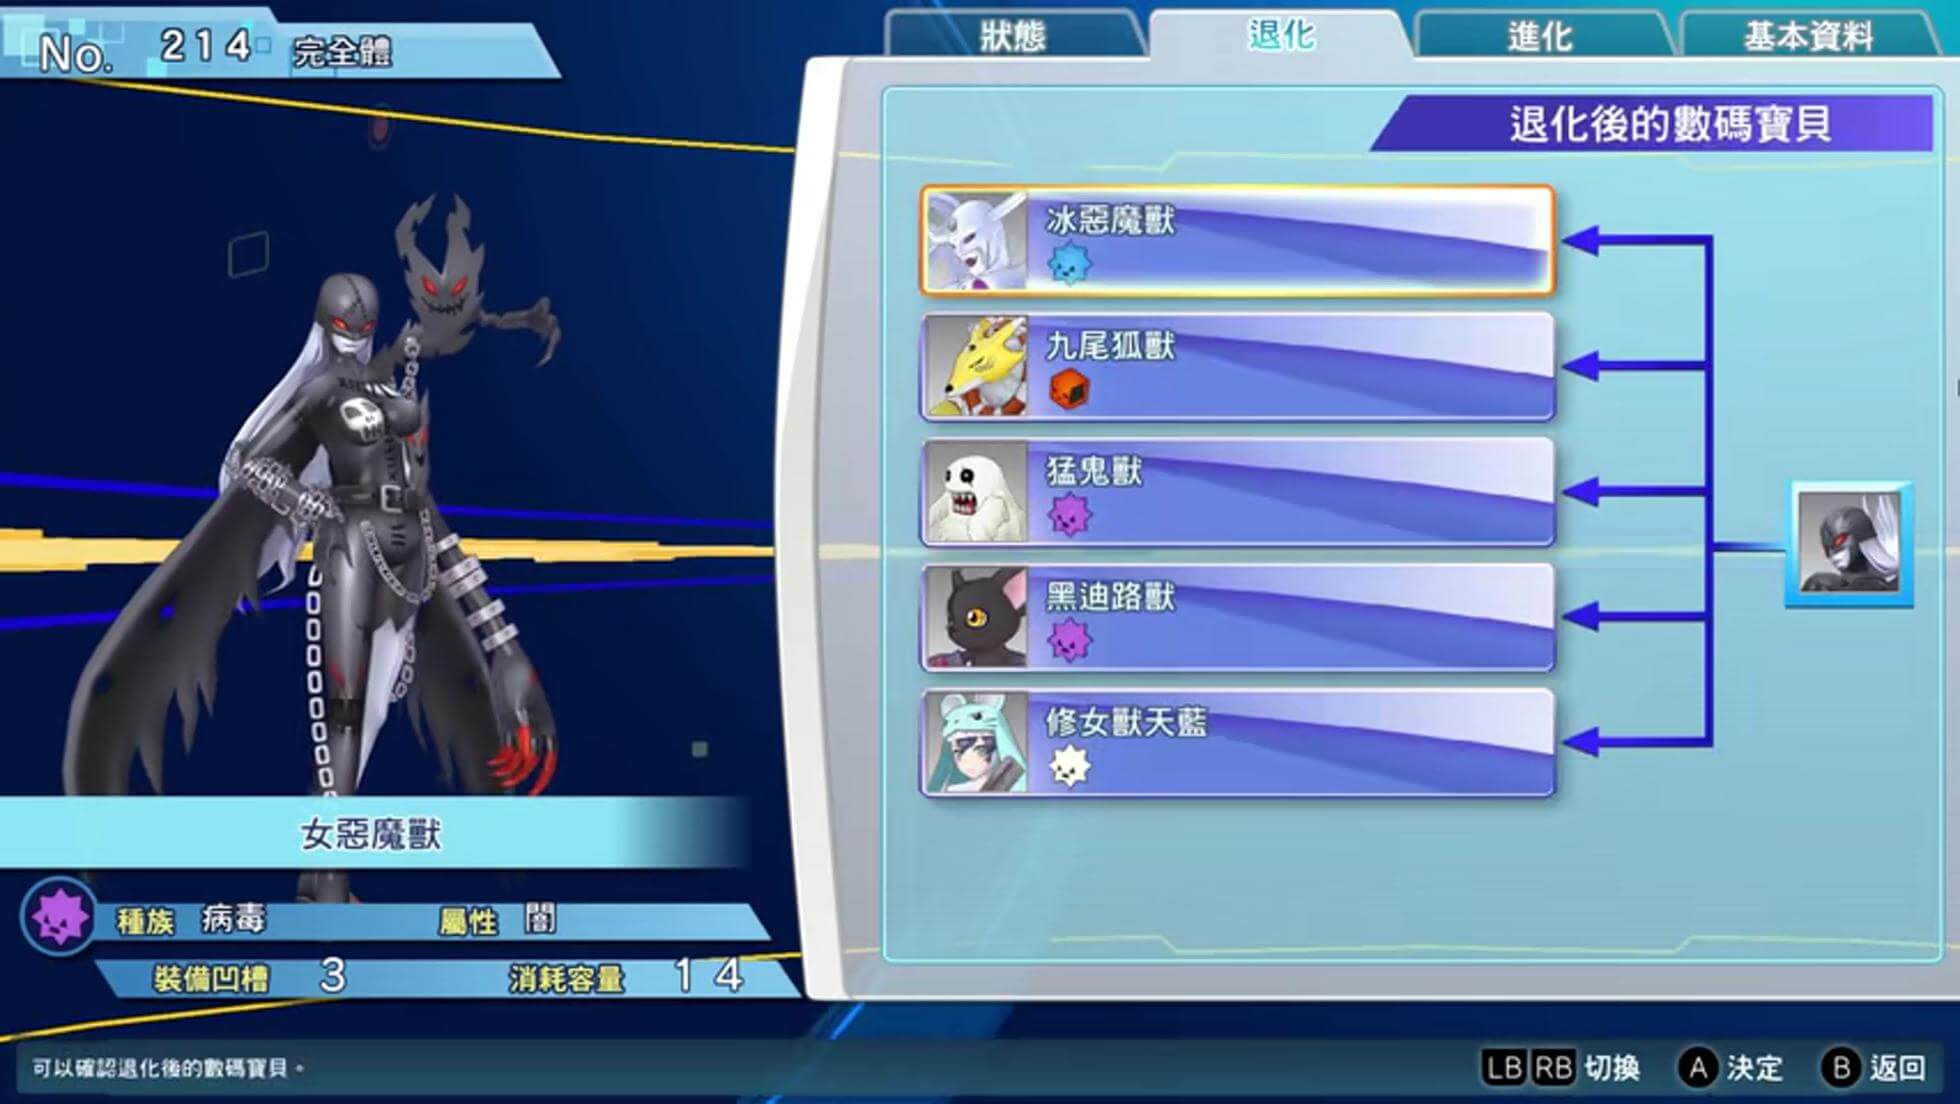 No. 214 完全體
狀態 退化 進化 基本資料
退化後的數碼寶貝
冰惡魔獸
九尾狐獸
猛鬼獸
黑迪路獸
修女獸天藍
女惡魔獸
種族 病毒 屬性 闇
裝備凹槽 3 消耗容量 14
可以確認退化後的數碼寶貝。
LB RB 切換 A 決定 B 返回